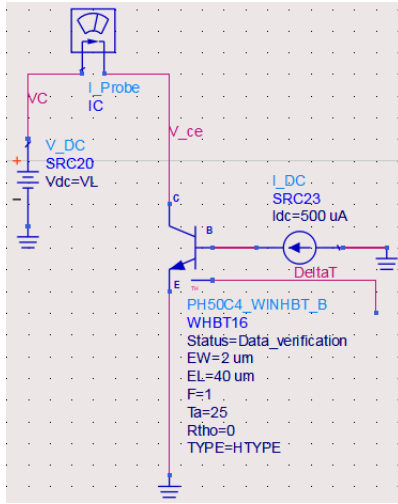 I_Probe
IC
VC
V_ce
V_DC
SRC20
Vdc=VL
+
-
I_DC
SRC23
Idc=500 uA
C
B
E
TH
DeltaT
PH50C4_WINHBT_B
WHBT16
Status=Data_verification
EW=2 um
EL=40 um
F=1
Ta=25
Rtho=0
TYPE=HTYPE